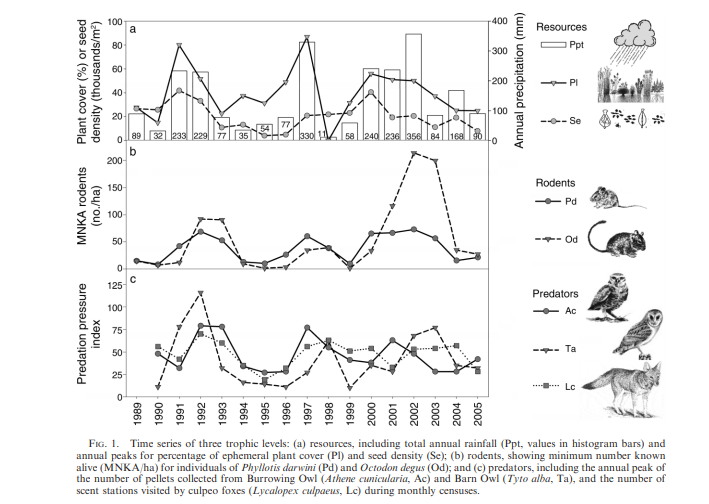 a
Plant cover (%) or seed
density (thousands/m²)
100
80
60
40
20
0
Annual precipitation (mm)
400
300
200
100
0
89 32 233 229 77 35 54 77 330 11 58 240 236 356 84 168 90
Resources
Ppt
Pl
Se
b
MNKA rodents
(no./ha)
200
150
100
50
0
Rodents
Pd
Od
c
Predation pressure
index
125
100
75
50
25
0
Predators
Ac
Ta
Lc
1989 1990 1991 1992 1993 1994 1995 1996 1997 1998 1999 2000 2001 2002 2003 2004 2005
FIG. 1. Time series of three trophic levels: (a) resources, including total annual rainfall (Ppt, values in histogram bars) and
annual peaks for percentage of ephemeral plant cover (Pl) and seed density (Se); (b) rodents, showing minimum number known
alive (MNKA/ha) for individuals of Phyllotis darwini (Pd) and Octodon degus (Od); and (c) predators, including the annual peak of
the number of pellets collected from Burrowing Owl (Athene cunicularia, Ac) and Barn Owl (Tyto alba, Ta), and the number of
scent stations visited by culpeo foxes (Lycalopex culpaeus, Lc) during monthly censuses.